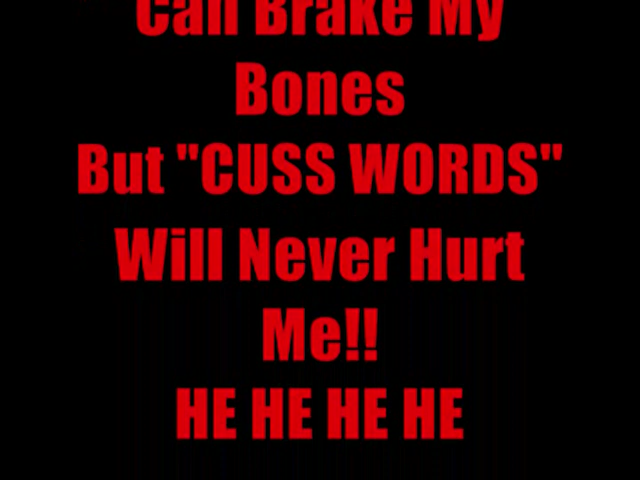 Can Brake My
Bones
But "CUSS WORDS"
Will Never Hurt
Me!!
HE HE HE HE